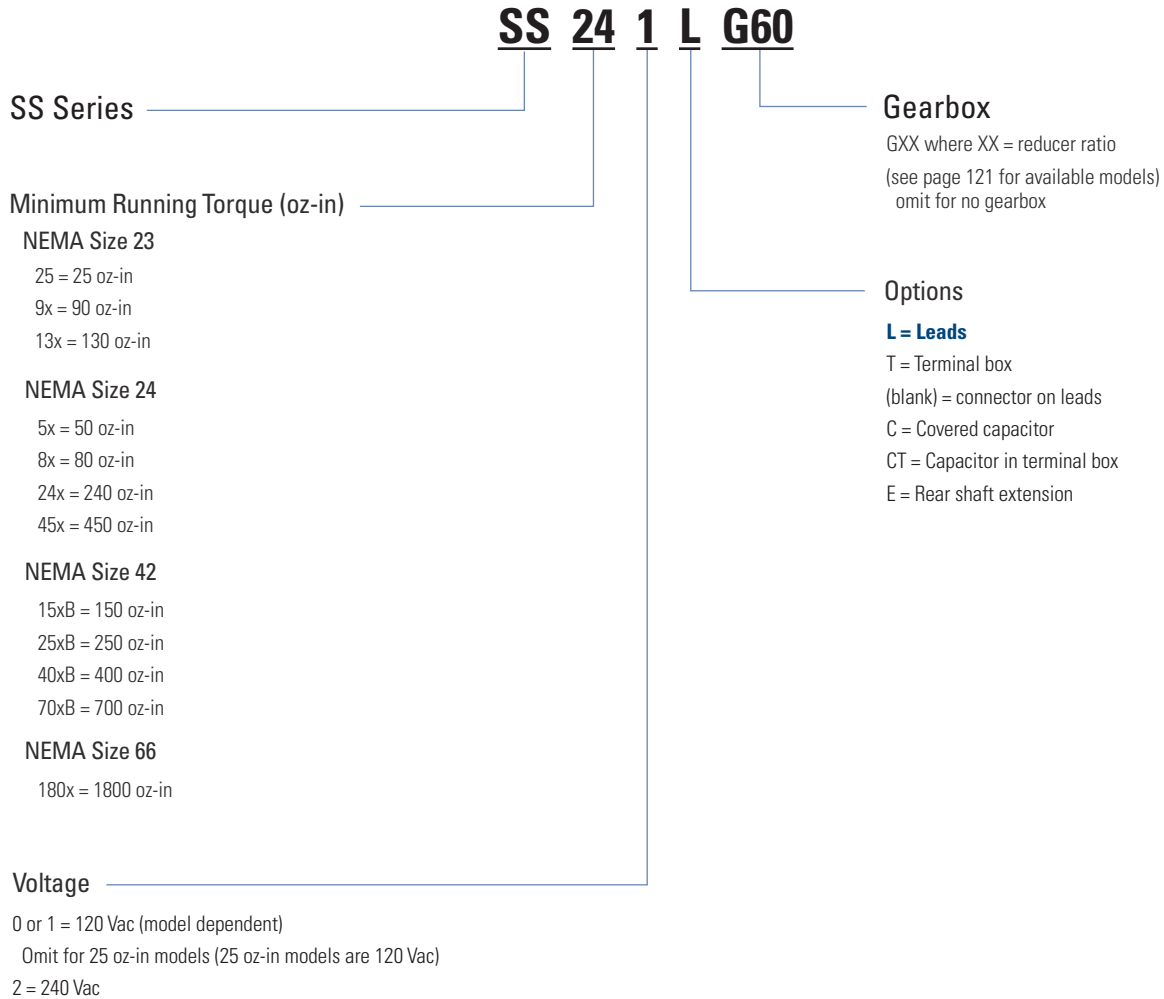 SS 24 1 L G60
SS Series
Minimum Running Torque (oz-in)
NEMA Size 23
25 = 25 oz-in
9x = 90 oz-in
13x = 130 oz-in
NEMA Size 24
5x = 50 oz-in
8x = 80 oz-in
24x = 240 oz-in
45x = 450 oz-in
NEMA Size 42
15xB = 150 oz-in
25xB = 250 oz-in
40xB = 400 oz-in
70xB = 700 oz-in
NEMA Size 66
180x = 1800 oz-in
Voltage
0 or 1 = 120 Vac (model dependent)
Omit for 25 oz-in models (25 oz-in models are 120 Vac)
2 = 240 Vac
Gearbox
GXX where XX = reducer ratio
(see page 121 for available models)
omit for no gearbox
Options
L = Leads
T = Terminal box
(blank) = connector on leads
C = Covered capacitor
CT = Capacitor in terminal box
E = Rear shaft extension